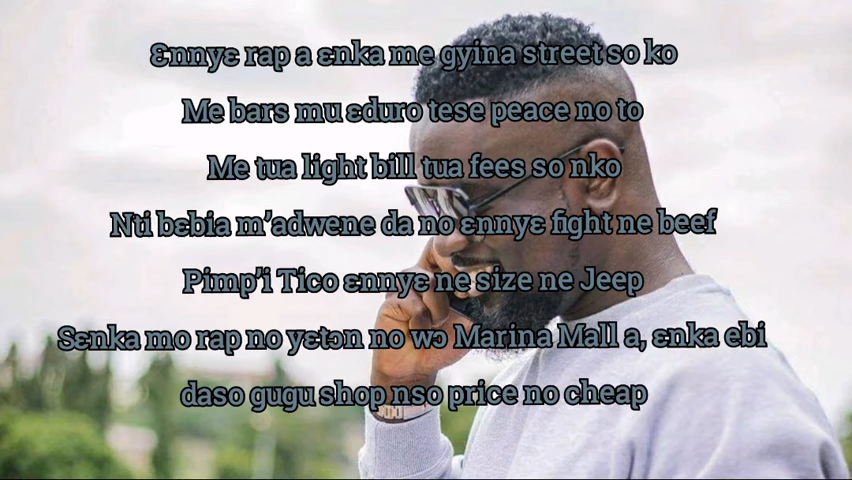 Ɛnnyɛ rap a ɛnka me gyina street so ko
Me bars mu ɛduro tese peace no to
Me tua light bill tua fees so nko
Nti bɛbia m'adwene da no ɛnnyɛ fight ne beef
Pimp'i Tico ɛnnyɛ ne size ne Jeep
Sɛnka mo rap no yɛtɔn no wɔ Marina Mall a, ɛnka ebi
daso gugu shop nso price no cheap